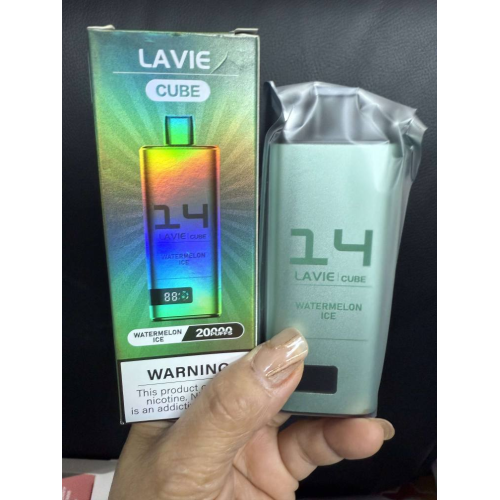 LAVIE
CUBE
14
LAVIE CUBE
WATERMELON
ICE
88
WATERMELON
ICE
20000
WARNING
This product
nicotine.
is an addictiv
14
LAVIE CUBE
WATERMELON
ICE